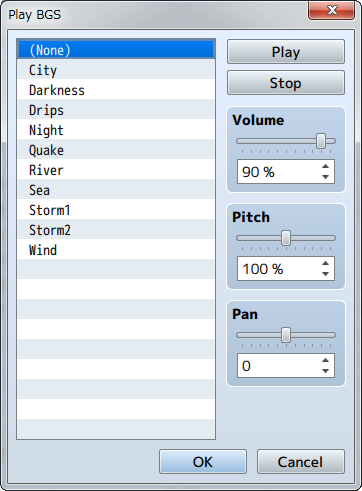 Play BGS
(None)
City
Darkness
Drips
Night
Quake
River
Sea
Storm1
Storm2
Wind
Play
Stop
Volume
90 %
Pitch
100 %
Pan
0
OK
Cancel